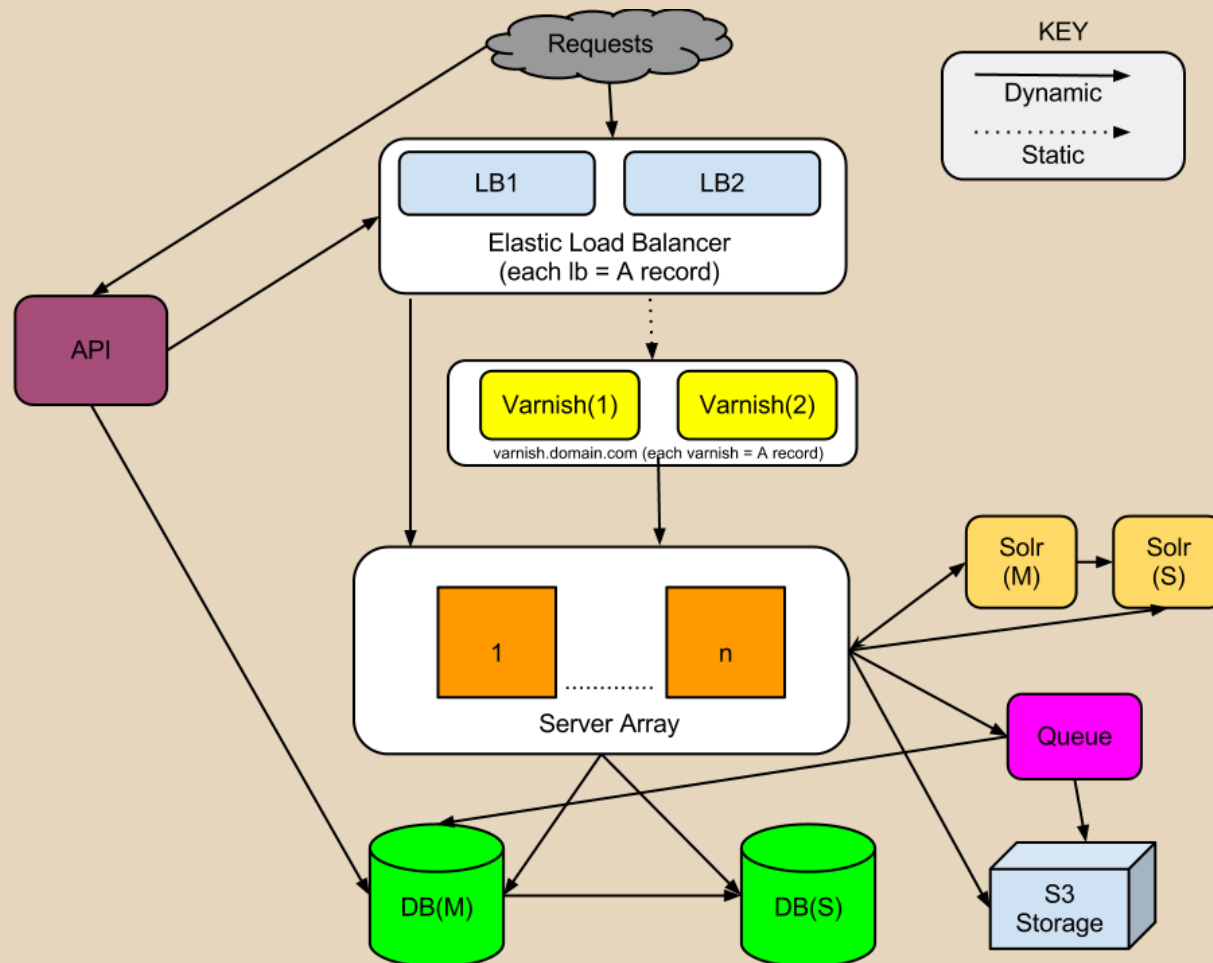 Requests
KEY
Dynamic
Static
LB1
LB2
Elastic Load Balancer
(each lb = A record)
API
Varnish(1)
Varnish(2)
varnish.domain.com (each varnish = A record)
Solr
(M)
Solr
(S)
1
n
Server Array
Queue
DB(M)
DB(S)
S3
Storage